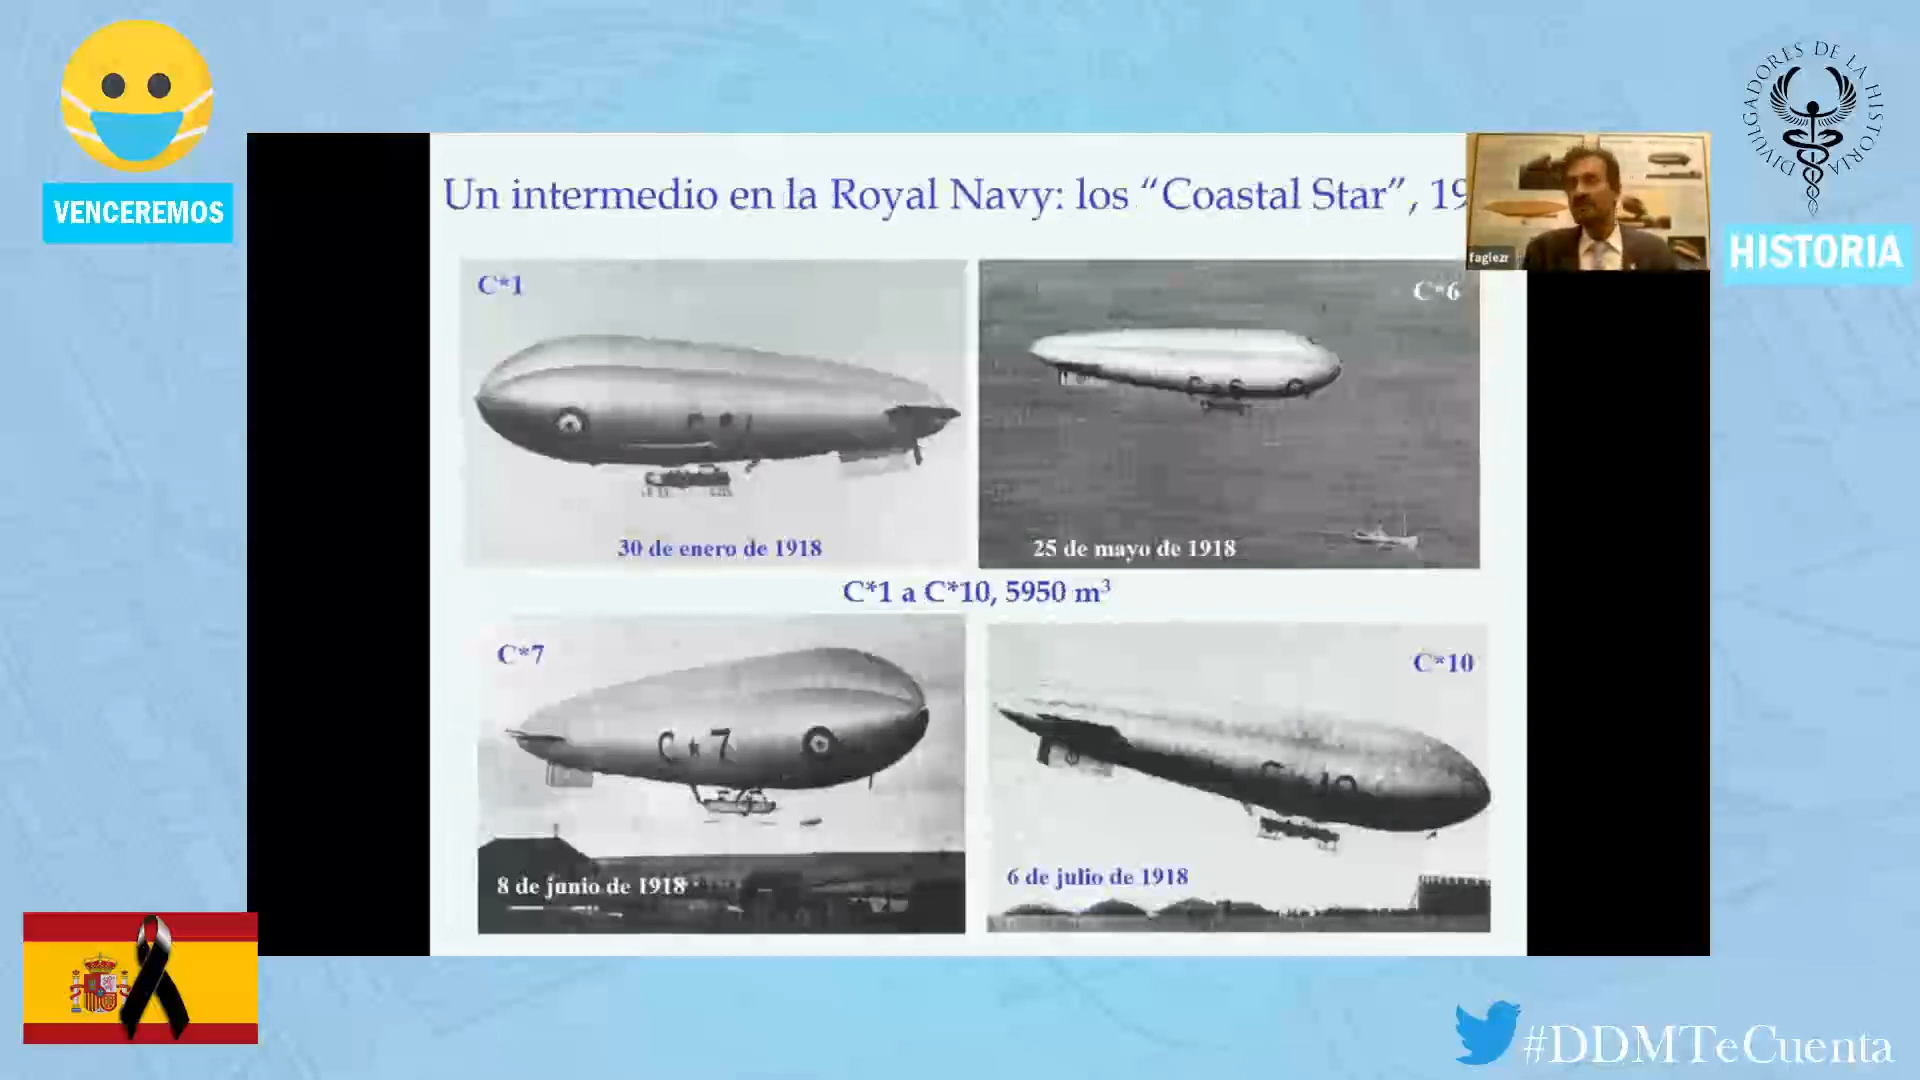 VENCEREMOS
DIVULGADORES DE LA HISTORIA
HISTORIA
Un intermedio en la Royal Navy: los “Coastal Star”, 19
faglezr
C*1
C*6
30 de enero de 1918
25 de mayo de 1918
C*1 a C*10, 5950 m³
C*7
C*10
C*7
8 de junio de 1918
6 de julio de 1918
#DDMTeCuenta